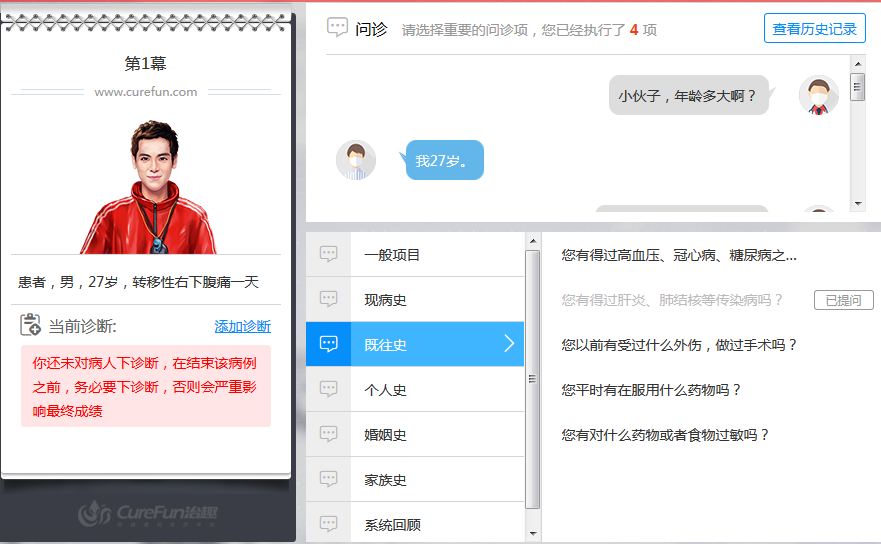 第1幕
www.curefun.com
患者，男，27岁，转移性右下腹痛一天
当前诊断:
添加诊断
你还未对病人下诊断，在结束该病例
之前，务必要下诊断，否则会严重影
响最终成绩
CureFun治趣
问诊
请选择重要的问诊项，您已经执行了 4 项
查看历史记录
小伙子，年龄多大啊？
我27岁。
一般项目
现病史
既往史
个人史
婚姻史
家族史
系统回顾
您有得过高血压、冠心病、糖尿病之...
您有得过肝炎、肺结核等传染病吗？
已提问
您以前有受过什么外伤，做过手术吗？
您平时有在服用什么药物吗？
您有对什么药物或者食物过敏吗？